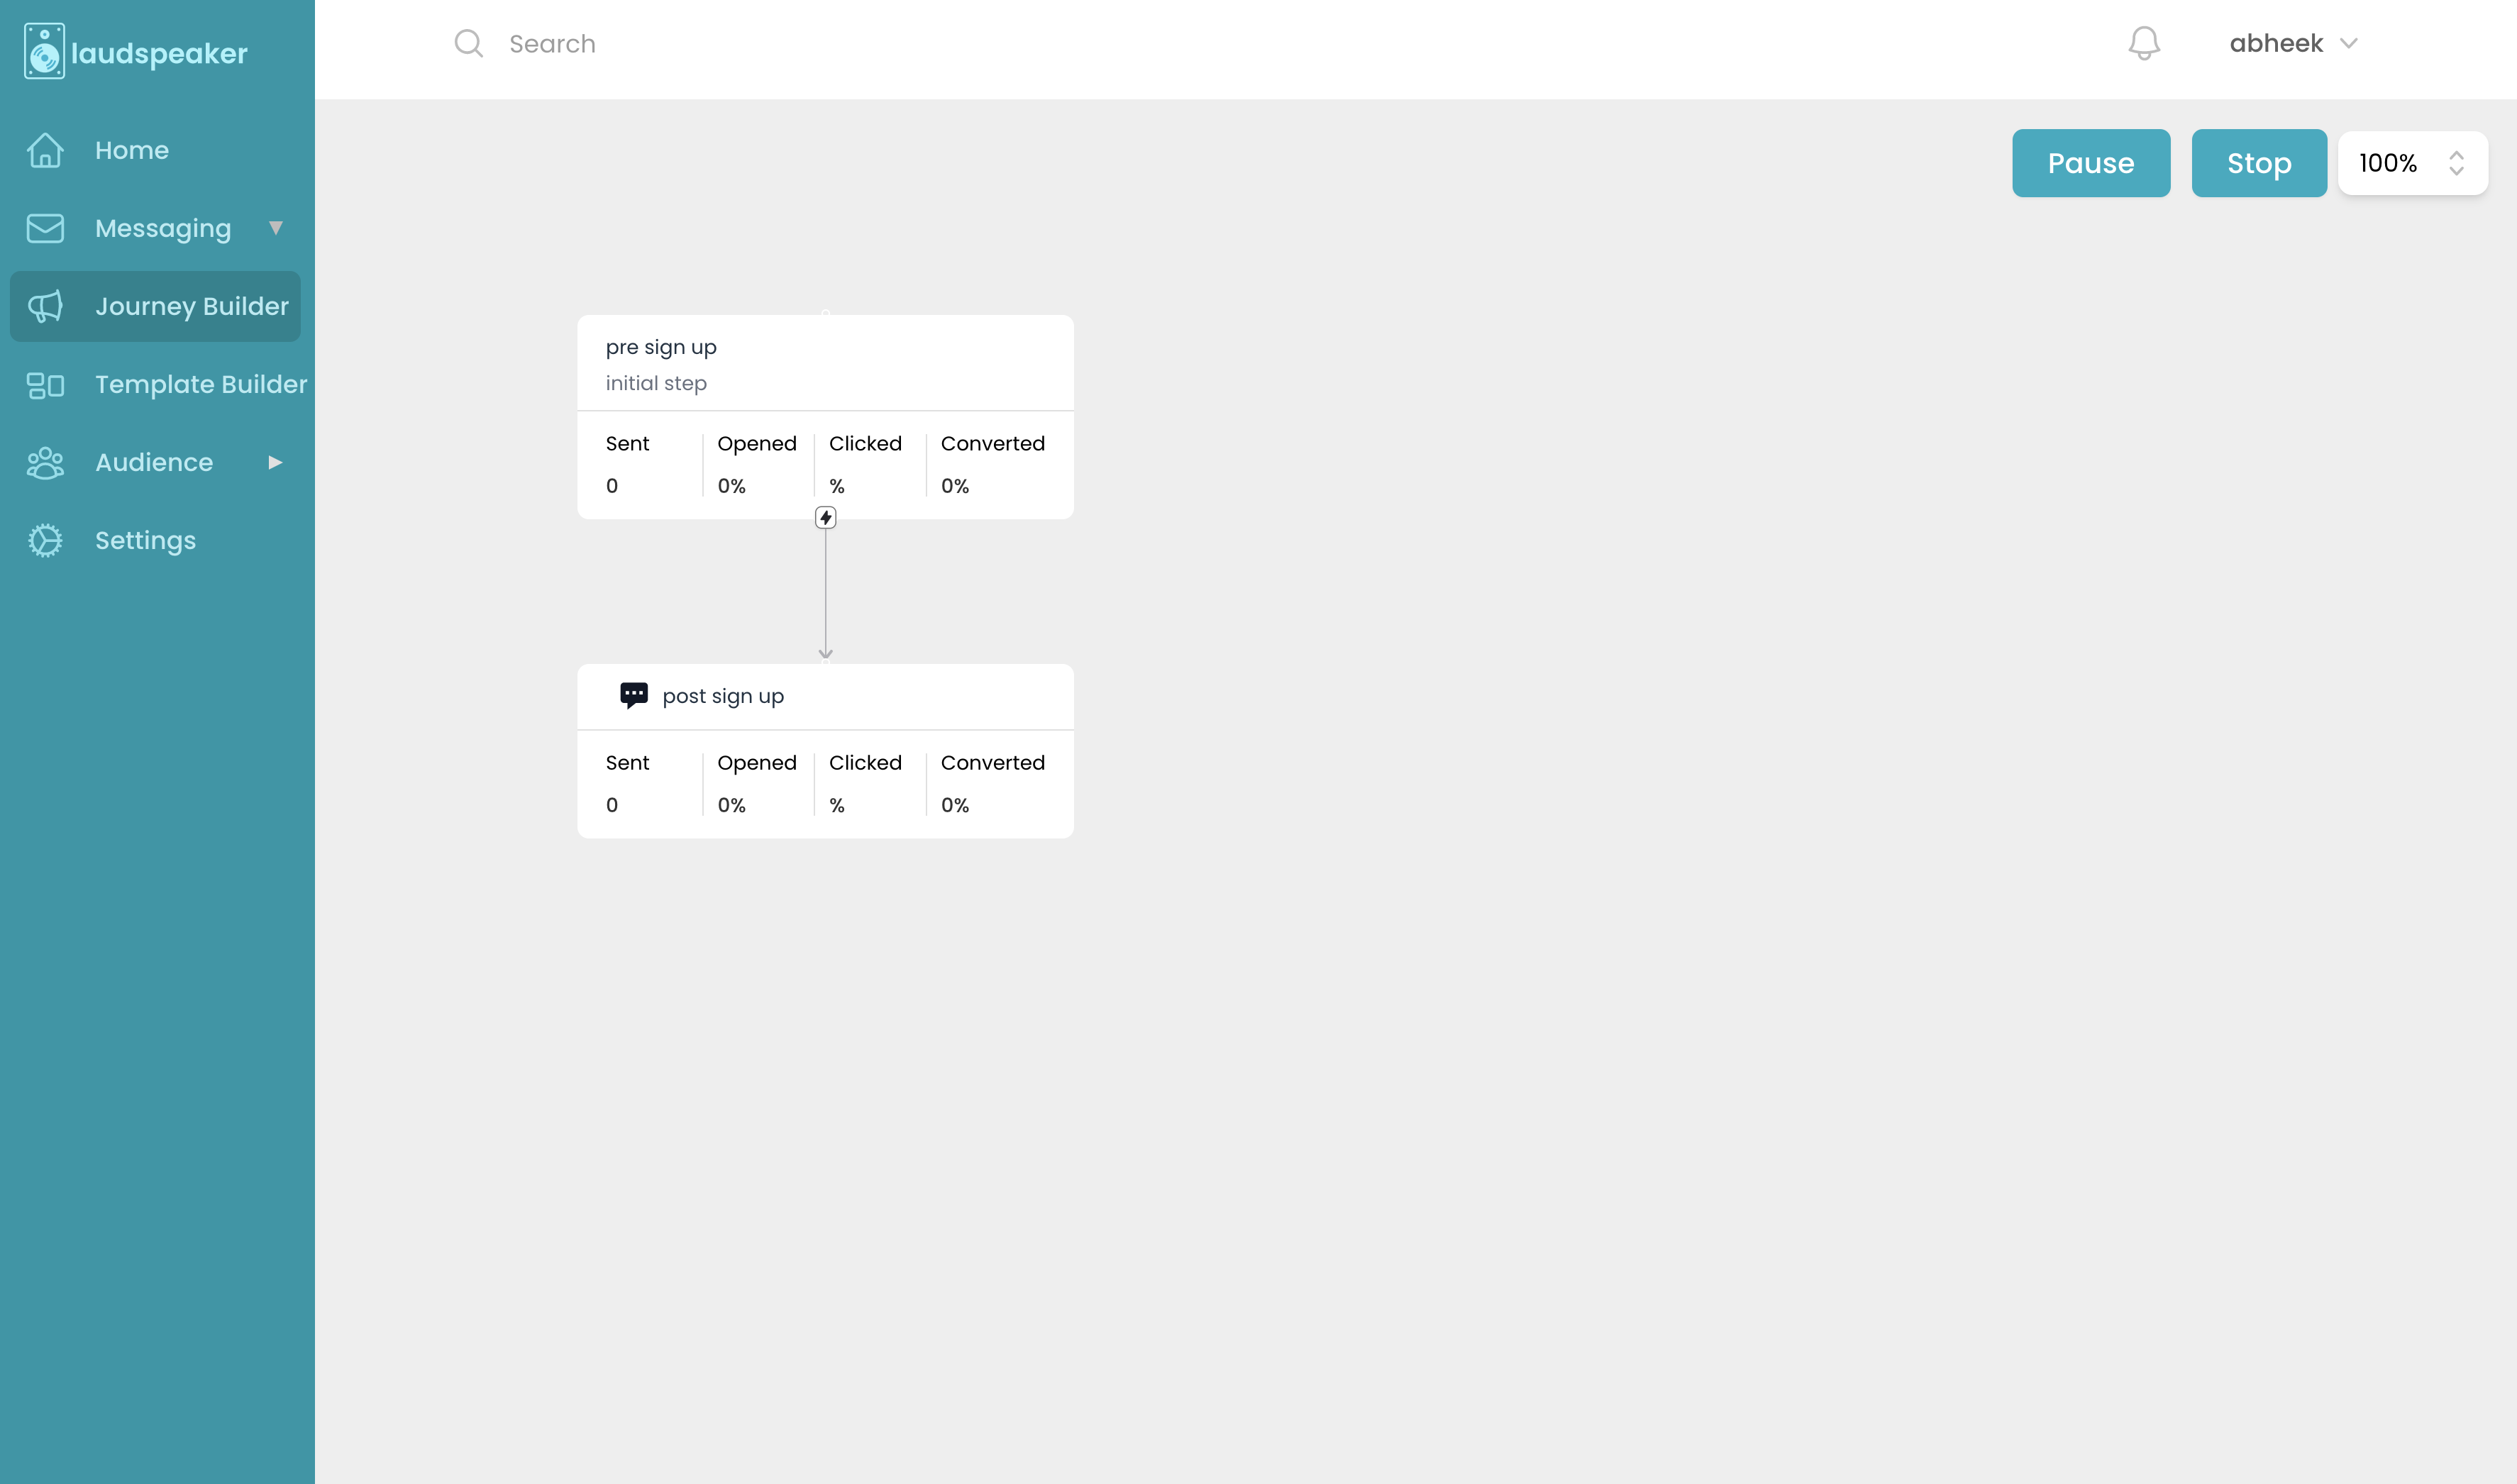 laudspeaker
Search
abheek
Home
Messaging
Journey Builder
Template Builder
Audience
Settings
Pause
Stop
100%
pre sign up
initial step
Sent Opened Clicked Converted
0 0% % 0%
post sign up
Sent Opened Clicked Converted
0 0% % 0%